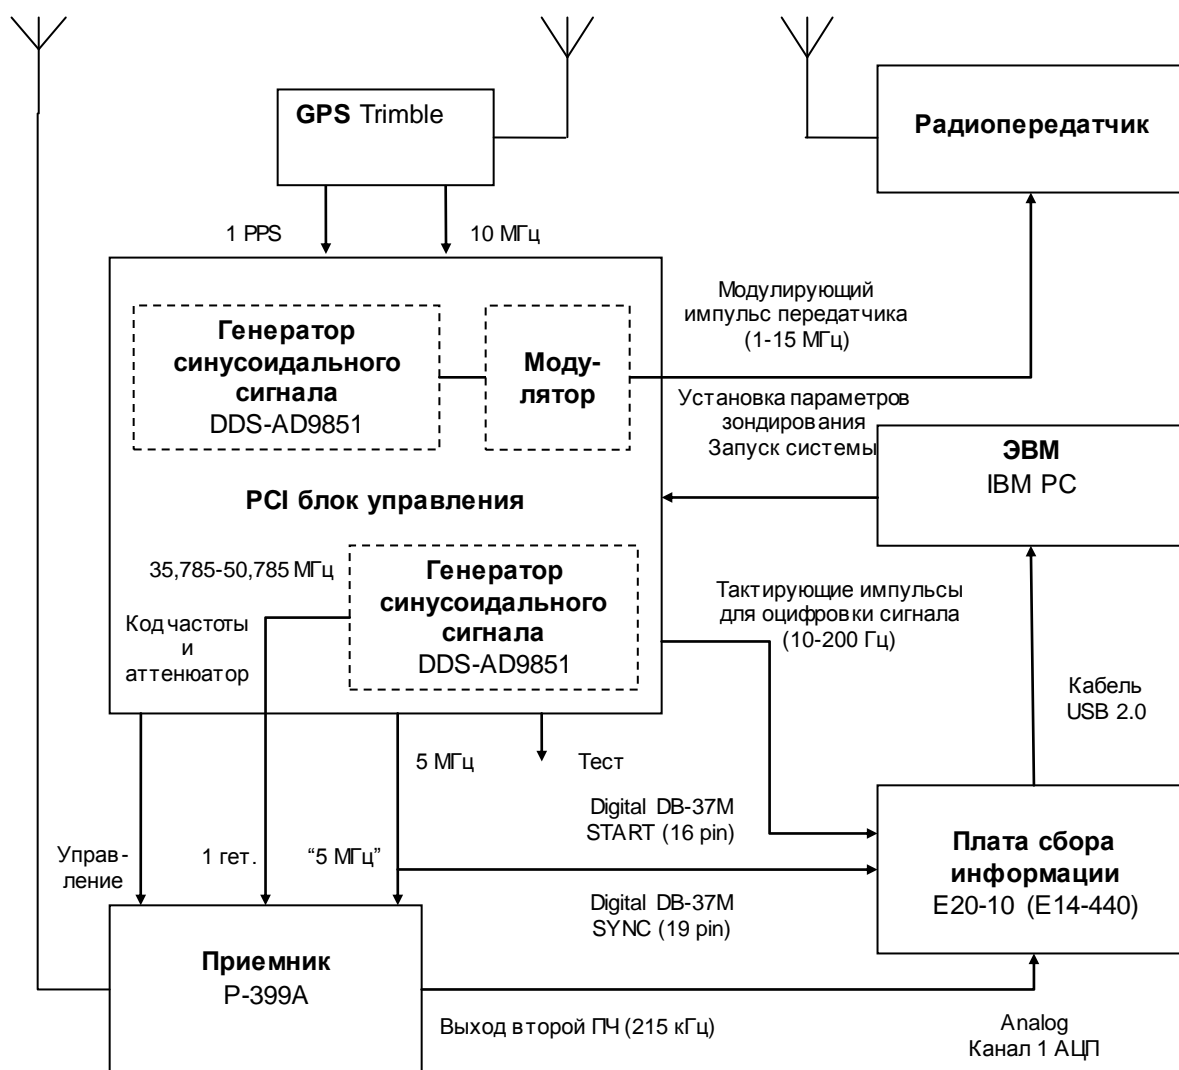 GPS Trimble
Радиопередатчик
1 PPS
10 МГц
Модулирующий
импульс передатчика
(1-15 МГц)
Генератор
синусоидального
сигнала
DDS-AD9851
Моду-
лятор
Установка параметров
зондирования
Запуск системы
ЭВМ
IBM PC
PCI блок управления
35,785-50,785 МГц
Генератор
синусоидального
сигнала
DDS-AD9851
Код частоты
и
аттенюатор
Тактирующие импульсы
для оцифровки сигнала
(10-200 Гц)
Кабель
USB 2.0
5 МГц
Тест
Digital DB-37M
START (16 pin)
Плата сбора
информации
E20-10 (E14-440)
Управ-
ление
1 гет.
“5 МГц”
Digital DB-37M
SYNC (19 pin)
Приемник
Р-399А
Выход второй ПЧ (215 кГц)
Analog
Канал 1 АЦП